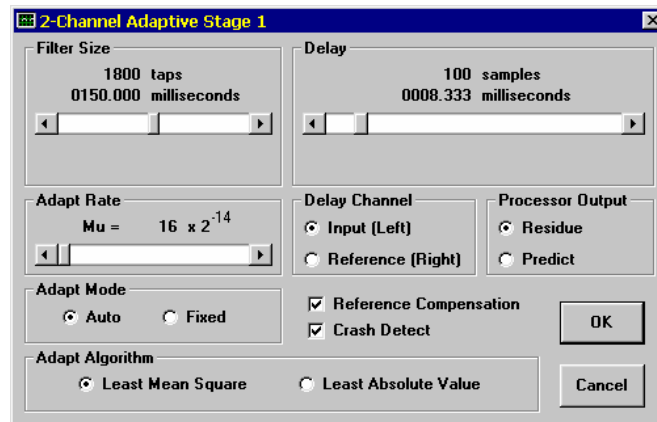 2-Channel Adaptive Stage 1
Filter Size
1800 taps
0150.000 milliseconds
Delay
100 samples
0008.333 milliseconds
Adapt Rate
Mu = 16 x 2^-14
Delay Channel
Input (Left)
Reference (Right)
Processor Output
Residue
Predict
Adapt Mode
Auto Fixed
Reference Compensation
Crash Detect
OK
Adapt Algorithm
Least Mean Square Least Absolute Value
Cancel